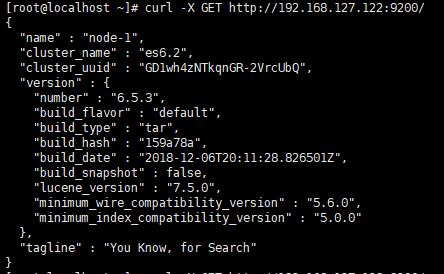 [root@localhost ~]# curl -X GET http://192.168.127.122:9200/
{
  "name" : "node-1",
  "cluster_name" : "es6.2",
  "cluster_uuid" : "GD1wh4zNTkqnGR-2VrcUbQ",
  "version" : {
    "number" : "6.5.3",
    "build_flavor" : "default",
    "build_type" : "tar",
    "build_hash" : "159a78a",
    "build_date" : "2018-12-06T20:11:28.826501Z",
    "build_snapshot" : false,
    "lucene_version" : "7.5.0",
    "minimum_wire_compatibility_version" : "5.6.0",
    "minimum_index_compatibility_version" : "5.0.0"
  },
  "tagline" : "You Know, for Search"
}